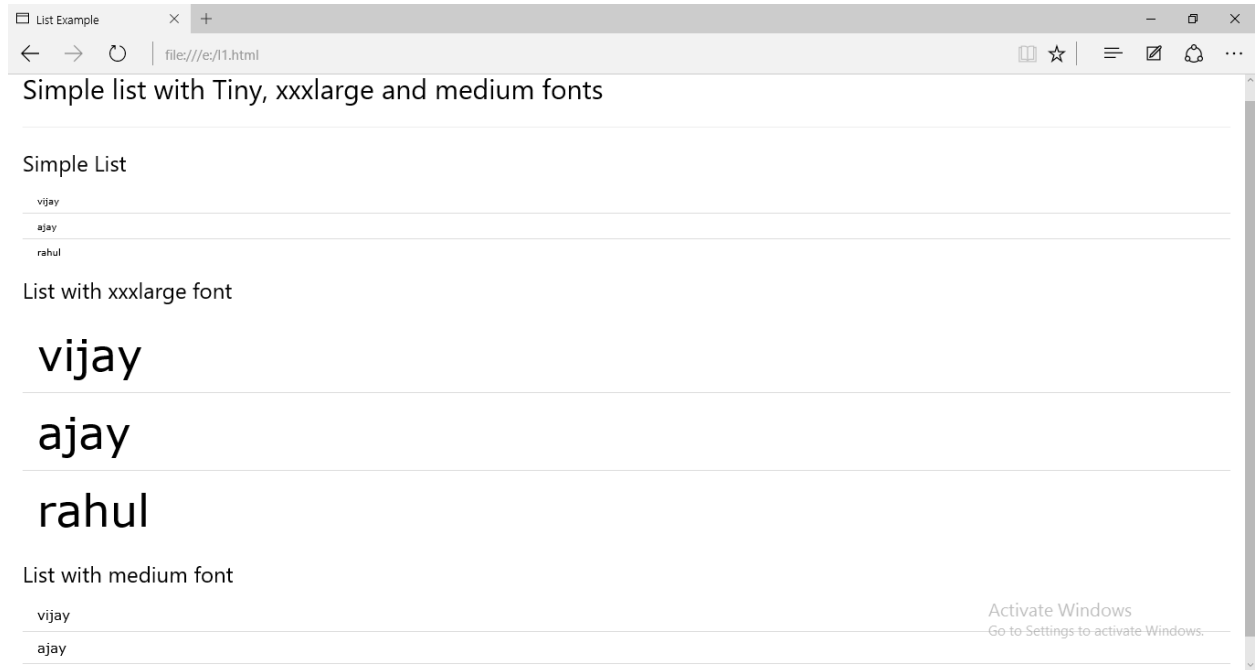 List Example
file:///e:/l1.html
Simple list with Tiny, xxxlarge and medium fonts
Simple List
vijay
ajay
rahul
List with xxxlarge font
vijay
ajay
rahul
List with medium font
vijay
ajay
Activate Windows
Go to Settings to activate Windows.